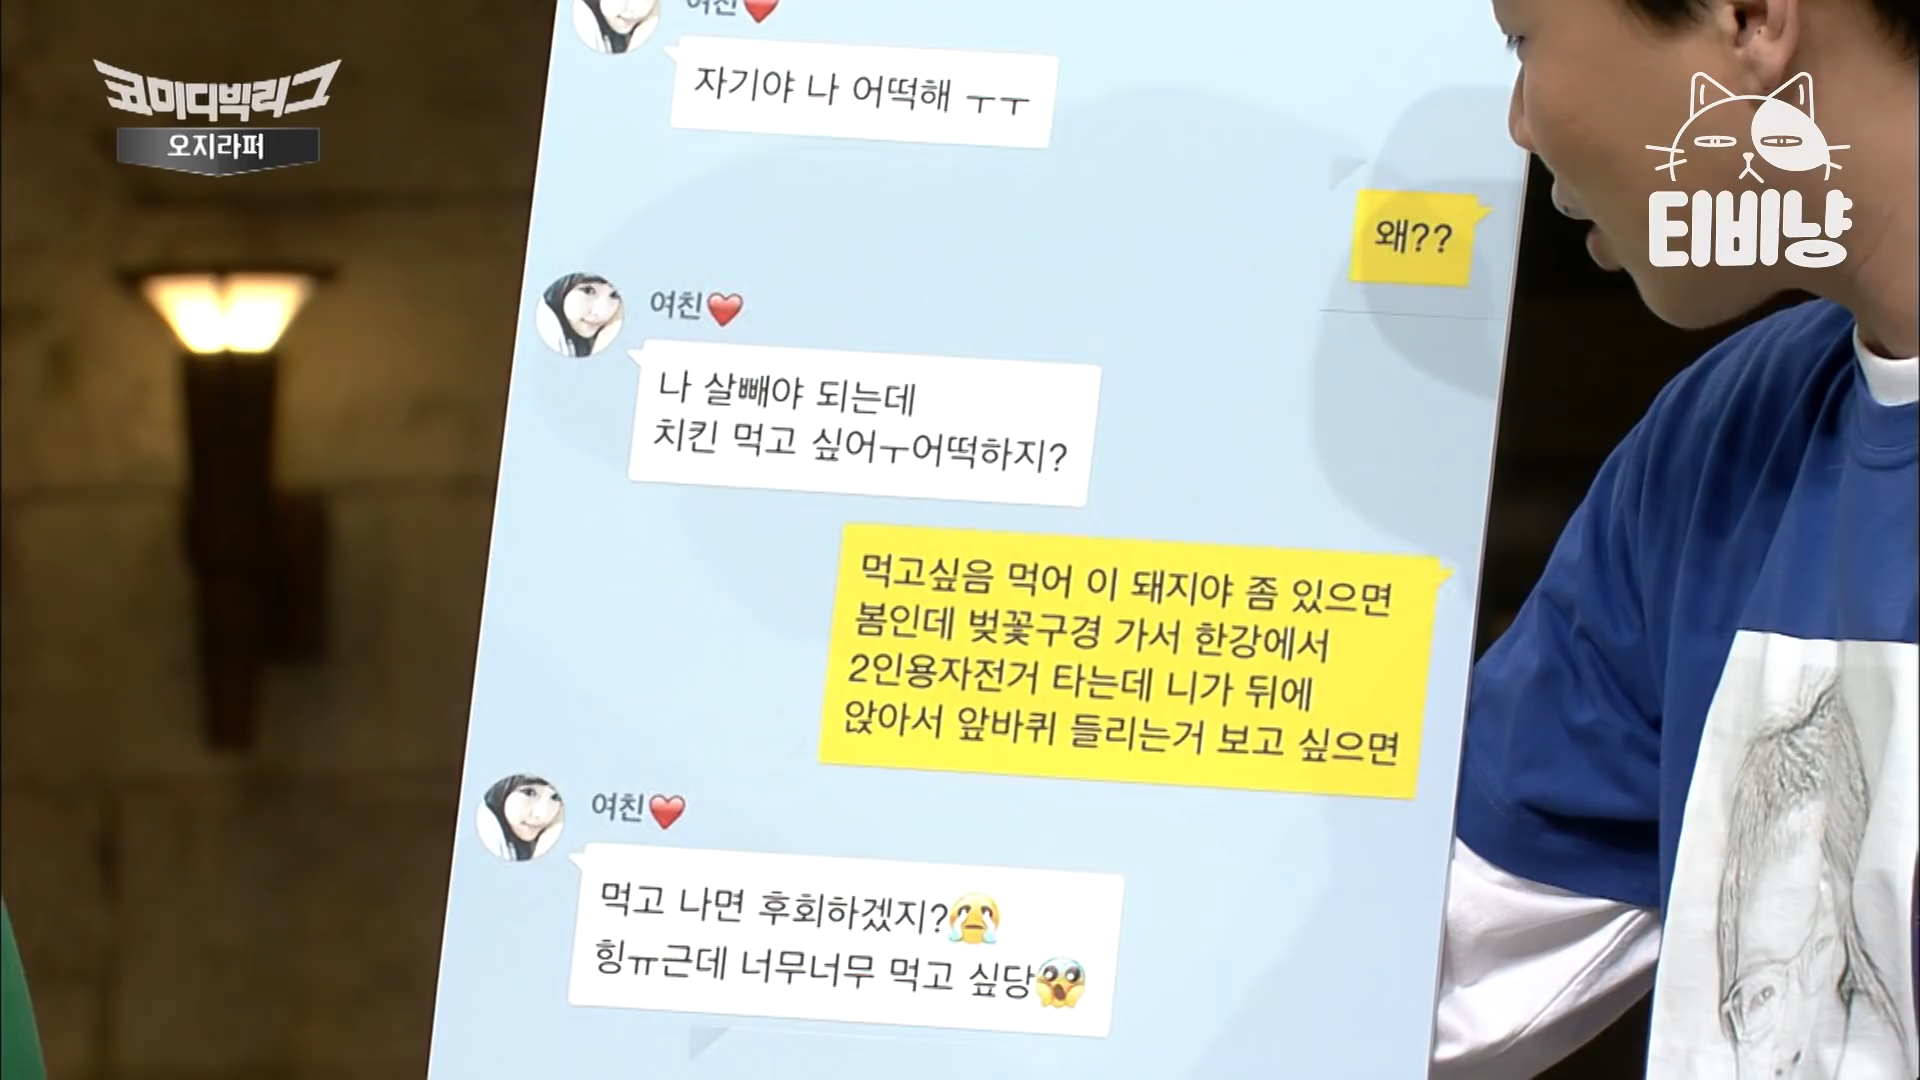 코미디빅리그
오지라퍼
티비냥
여친❤️
자기야 나 어떡해 ㅜㅜ
왜??
여친❤️
나 살빼야 되는데
치킨 먹고 싶어ㅜ어떡하지?
먹고싶음 먹어 이 돼지야 좀 있으면
봄인데 벚꽃구경 가서 한강에서
2인용자전거 타는데 니가 뒤에
앉아서 앞바퀴 들리는거 보고 싶으면
여친❤️
먹고 나면 후회하겠지?😭
힝ㅠ근데 너무너무 먹고 싶당😱